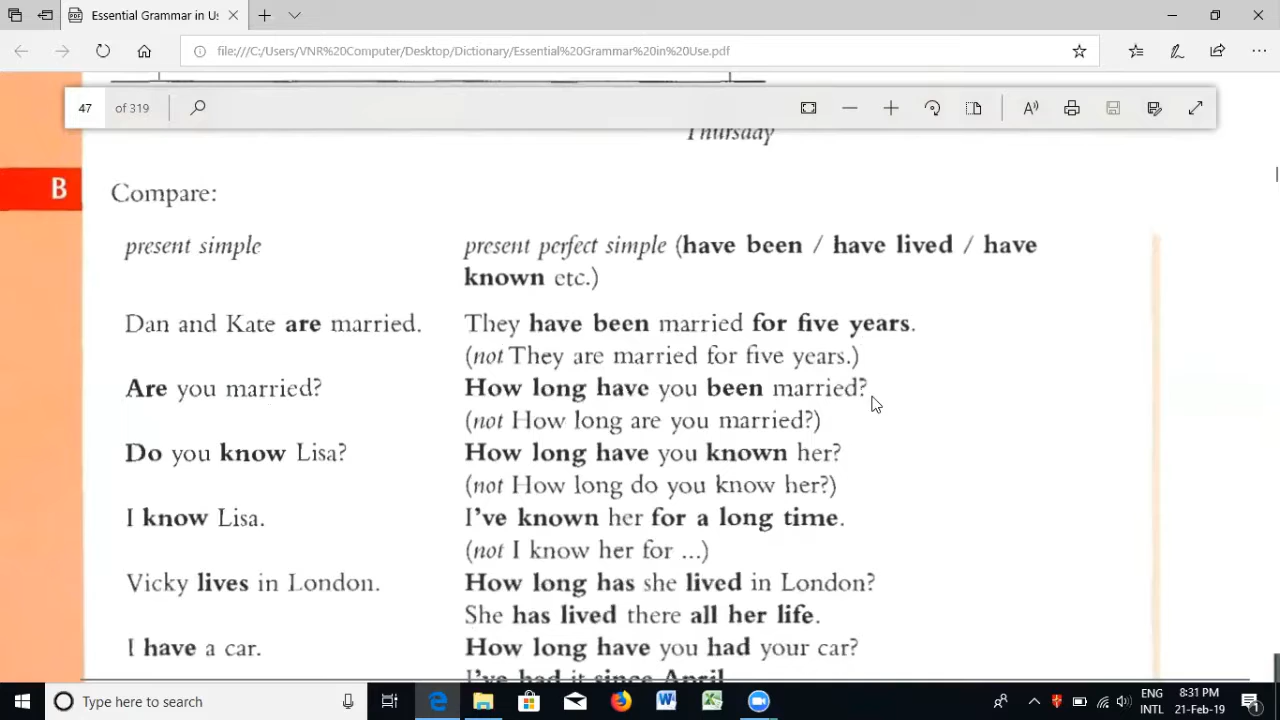 Essential Grammar in Us
file:///C:/Users/VNR%20Computer/Desktop/Dictionary/Essential%20Grammar%20in%20Use.pdf
47 of 319
Thursday
B
Compare:
present simple
present perfect simple (have been / have lived / have
known etc.)
Dan and Kate are married.
They have been married for five years.
(not They are married for five years.)
Are you married?
How long have you been married?
(not How long are you married?)
Do you know Lisa?
How long have you known her?
(not How long do you know her?)
I know Lisa.
I've known her for a long time.
(not I know her for ...)
Vicky lives in London.
How long has she lived in London?
She has lived there all her life.
I have a car.
How long have you had your car?
I've had it since April
Type here to search
ENG
INTL
8:31 PM
21-Feb-19
1